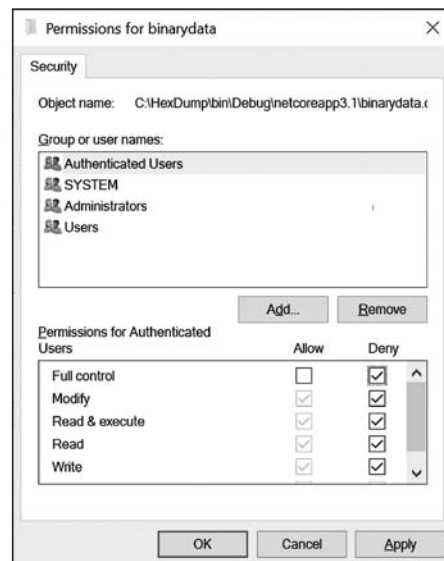 Permissions for binarydata
Security
Object name: C:\HexDump\bin\Debug\netcoreapp3.1\binarydata.c
Group or user names:
Authenticated Users
SYSTEM
Administrators
Users
Add... Remove
Permissions for Authenticated
Users Allow Deny
Full control
Modify
Read & execute
Read
Write
OK Cancel Apply